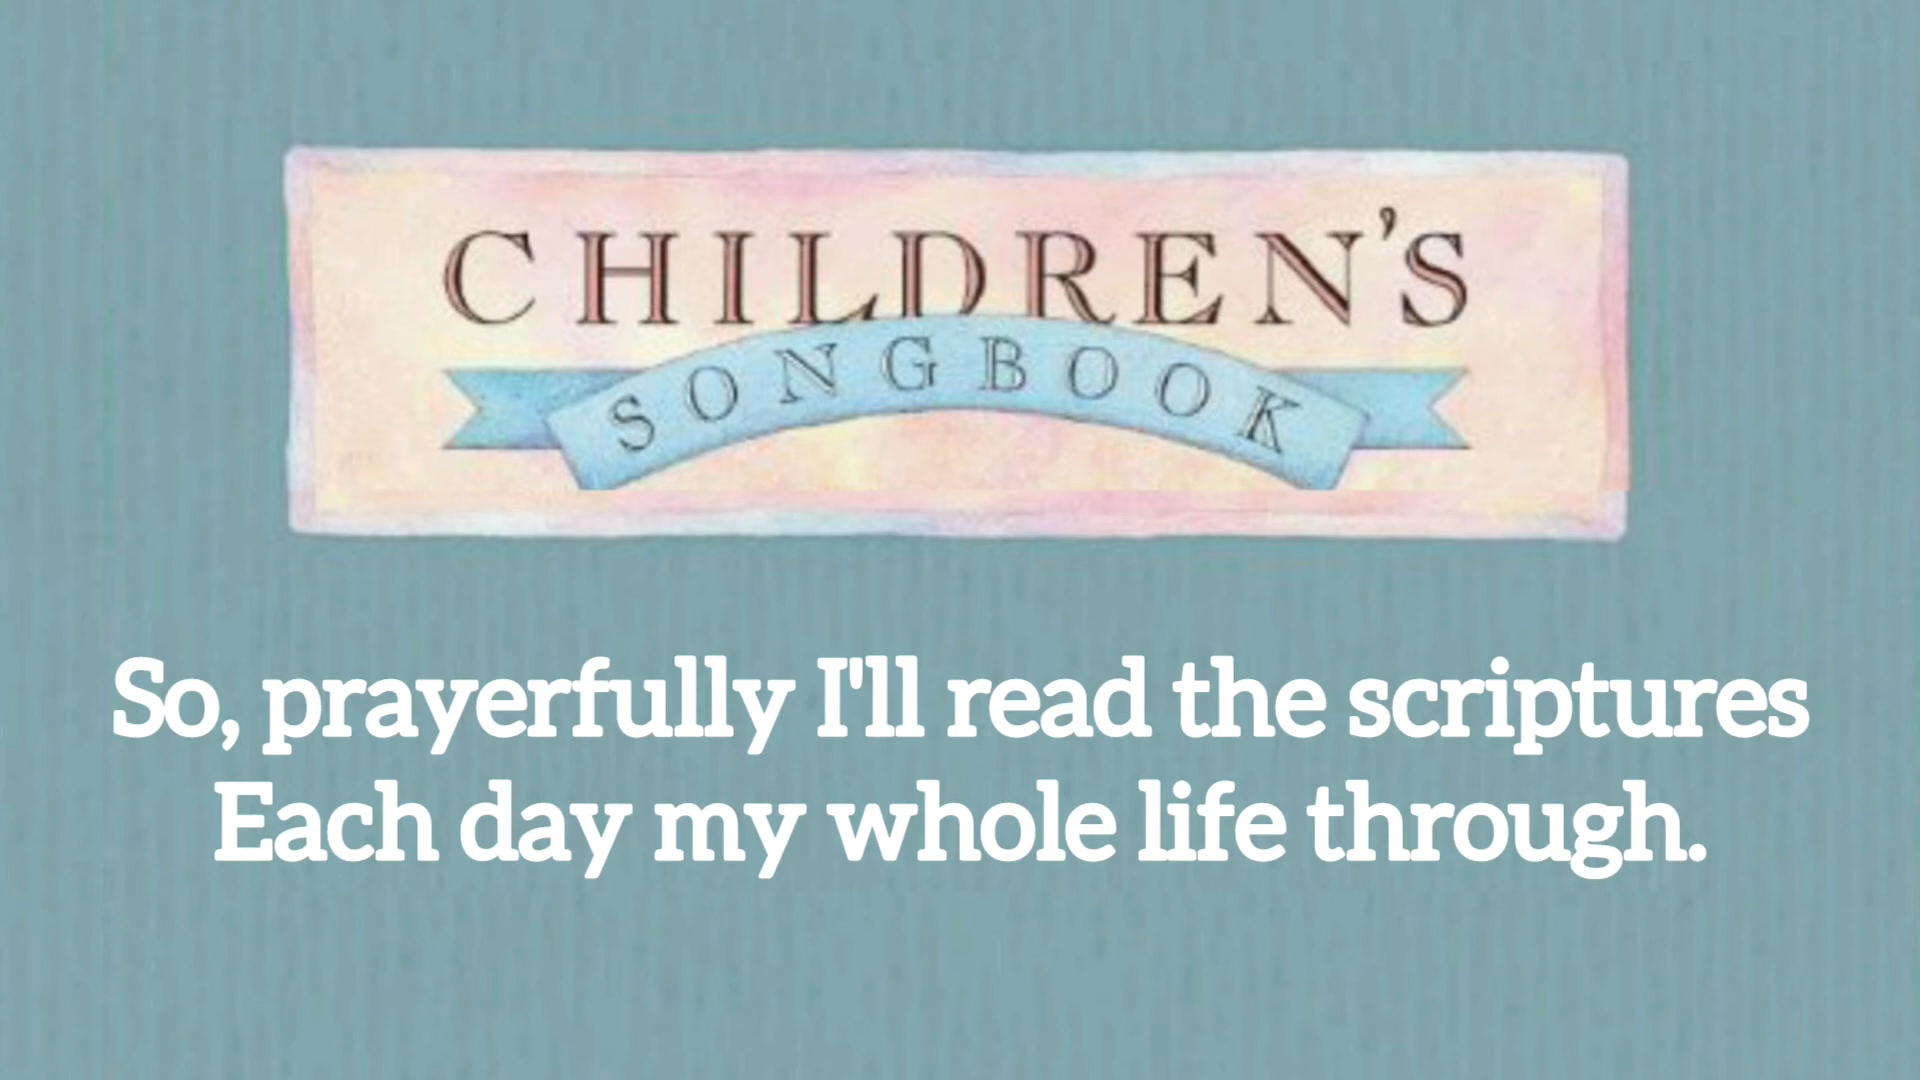 CHILDREN'S
SONGBOOK
So, prayerfully I'll read the scriptures
Each day my whole life through.